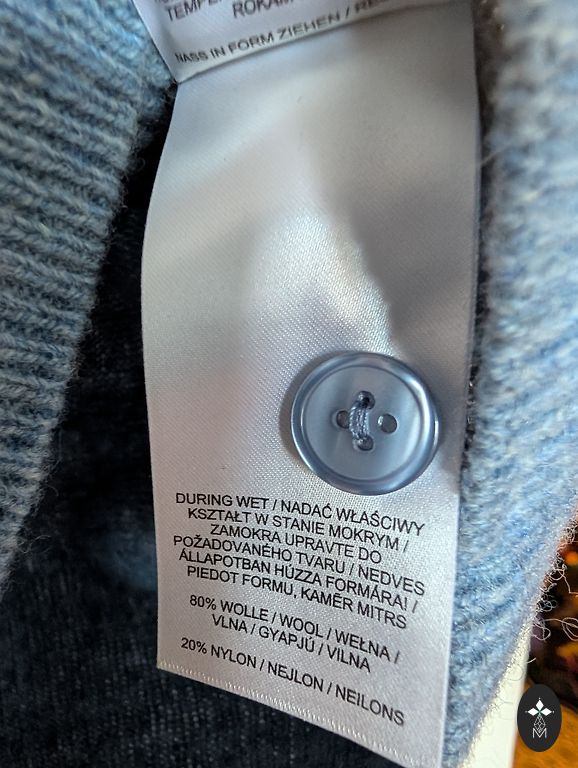 TEMPE
ROKAM
NASS IN FORM ZIEHEN / RE
DURING WET / NADAĆ WŁAŚCIWY
KSZTAŁT W STANIE MOKRYM /
ZAMOKRA UPRAVTE DO
POŽADOVANÉHO TVARU / NEDVES
ÁLLAPOTBAN HÚZZA FORMÁRA! /
PIEDOT FORMU, KAMĒR MITRS
80% WOLLE / WOOL / WEŁNA /
VLNA / GYAPJÚ / VILNA
20% NYLON / NEJLON / NEILONS
M